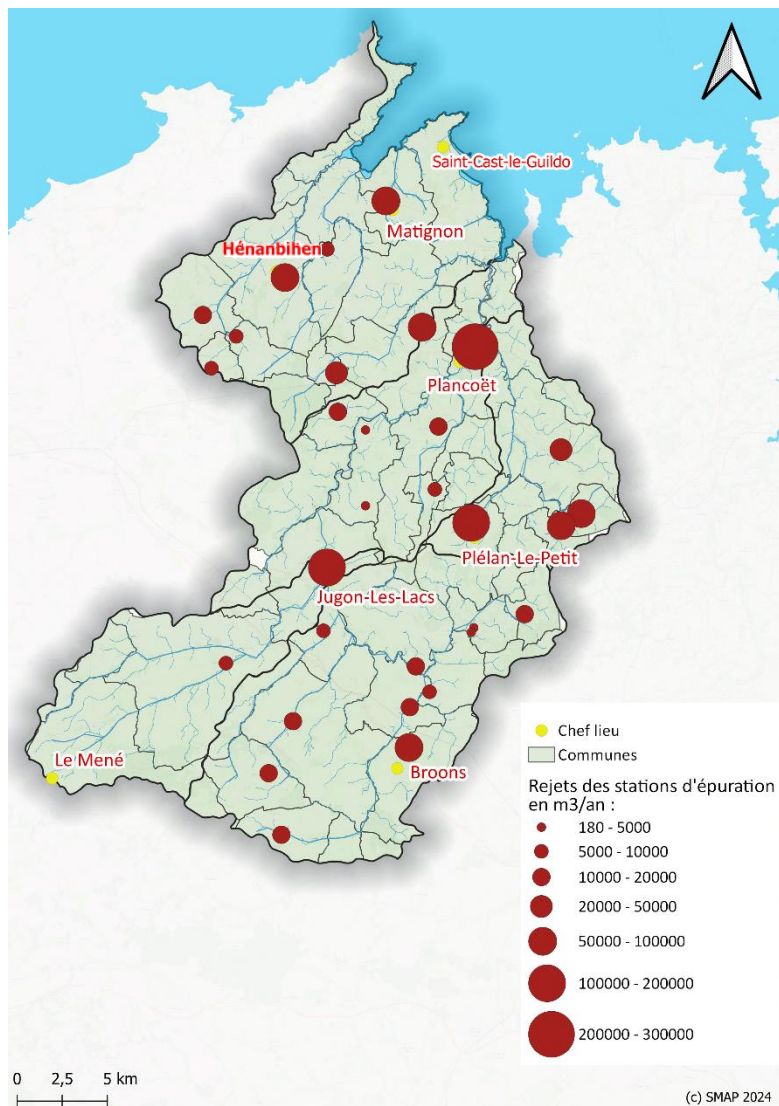 Saint-Cast-le-Guildo
Matignon
Hénanbihen
Plancoët
Plélan-Le-Petit
Jugon-Les-Lacs
Le Mené
Broons
Chef lieu
Communes
Rejets des stations d'épuration
en m3/an :
180 - 5000
5000 - 10000
10000 - 20000
20000 - 50000
50000 - 100000
100000 - 200000
200000 - 300000
0 2,5 5 km
(c) SMAP 2024